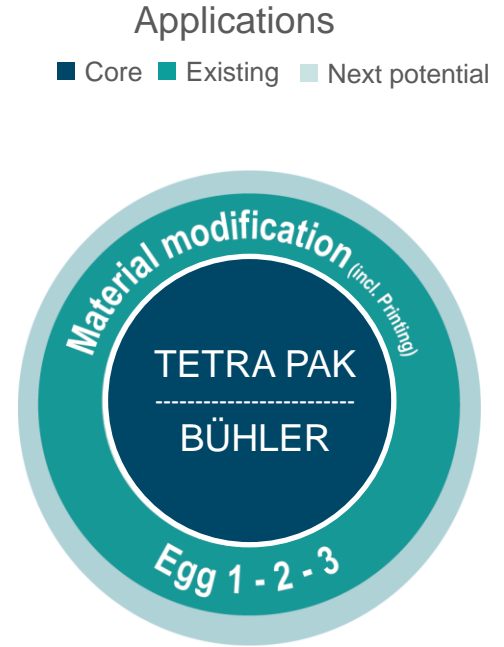 Applications
Core Existing Next potential
Material modification (incl. Printing)
TETRA PAK
-------------------------
BÜHLER
Egg 1 - 2 - 3